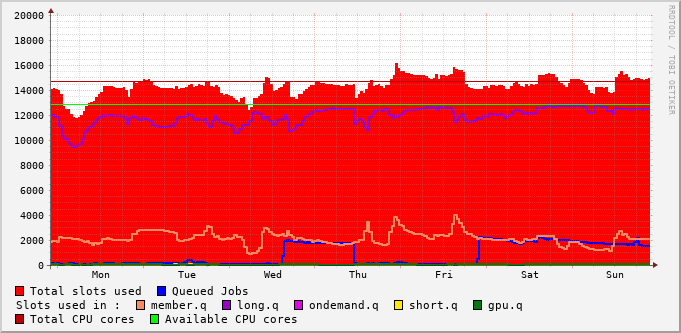 20000
18000
16000
14000
12000
10000
8000
6000
4000
2000
0
Mon Tue Wed Thu Fri Sat Sun
RRDTOOL / TOBI OETIKER
Total slots used Queued Jobs
Slots used in : member.q long.q ondemand.q short.q gpu.q
Total CPU cores Available CPU cores